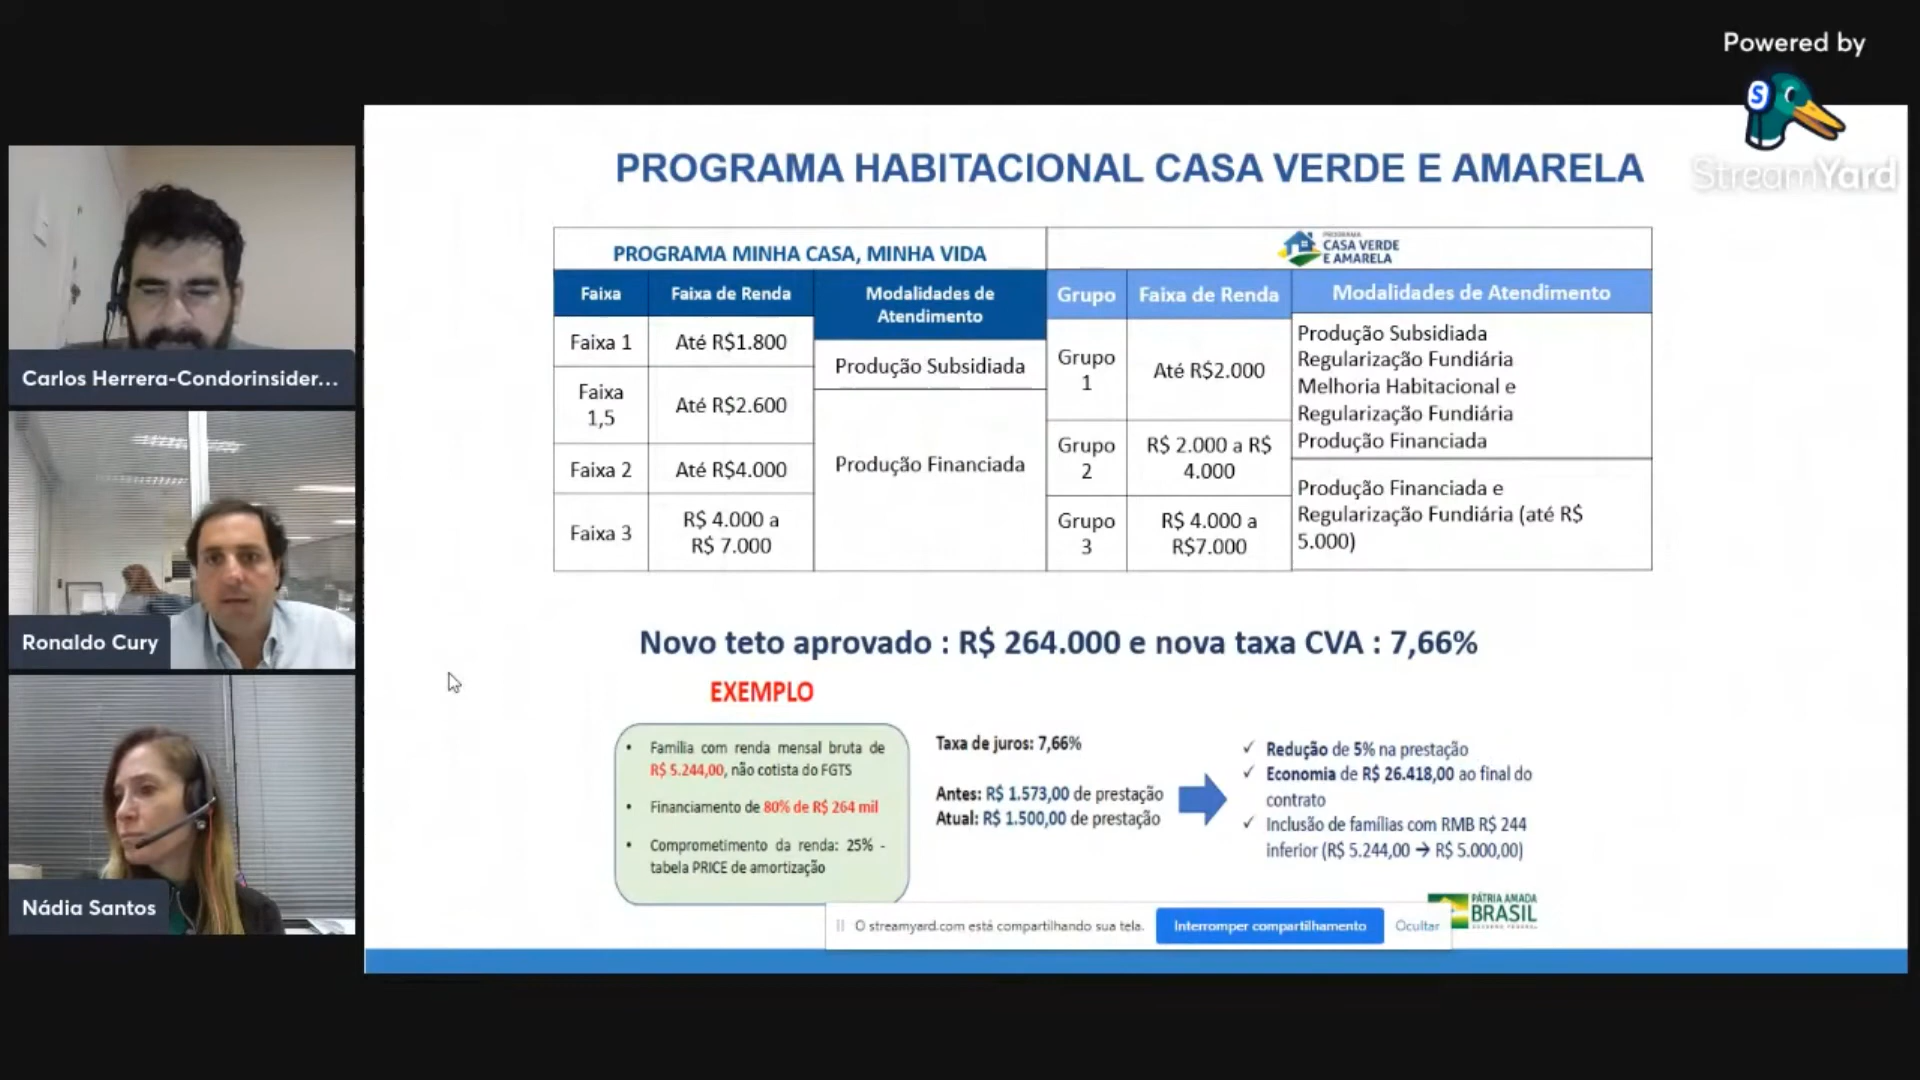 Powered by
StreamYard
Carlos Herrera-Condorinsider...
Ronaldo Cury
Nádia Santos
PROGRAMA HABITACIONAL CASA VERDE E AMARELA
PROGRAMA MINHA CASA, MINHA VIDA
PROGRAMA
CASA VERDE
E AMARELA
Faixa
Faixa de Renda
Modalidades de
Atendimento
Grupo
Faixa de Renda
Modalidades de Atendimento
Faixa 1
Até R$1.800
Faixa
1,5
Até R$2.600
Faixa 2
Até R$4.000
Faixa 3
R$ 4.000 a
R$ 7.000
Produção Subsidiada
Produção Financiada
Grupo
1
Até R$2.000
Grupo
2
R$ 2.000 a R$
4.000
Grupo
3
R$ 4.000 a
R$7.000
Produção Subsidiada
Regularização Fundiária
Melhoria Habitacional e
Regularização Fundiária
Produção Financiada
Produção Financiada e
Regularização Fundiária (até R$
5.000)
Novo teto aprovado : R$ 264.000 e nova taxa CVA : 7,66%
EXEMPLO
• Família com renda mensal bruta de
R$ 5.244,00, não cotista do FGTS
• Financiamento de 80% de R$ 264 mil
• Comprometimento da renda: 25% -
tabela PRICE de amortização
Taxa de juros: 7,66%
Antes: R$ 1.573,00 de prestação
Atual: R$ 1.500,00 de prestação
✓ Redução de 5% na prestação
✓ Economia de R$ 26.418,00 ao final do
contrato
✓ Inclusão de famílias com RMB R$ 244
inferior (R$ 5.244,00 → R$ 5.000,00)
PÁTRIA AMADA
BRASIL
GOVERNO FEDERAL
O streamyard.com está compartilhando sua tela.
Interromper compartilhamento
Ocultar